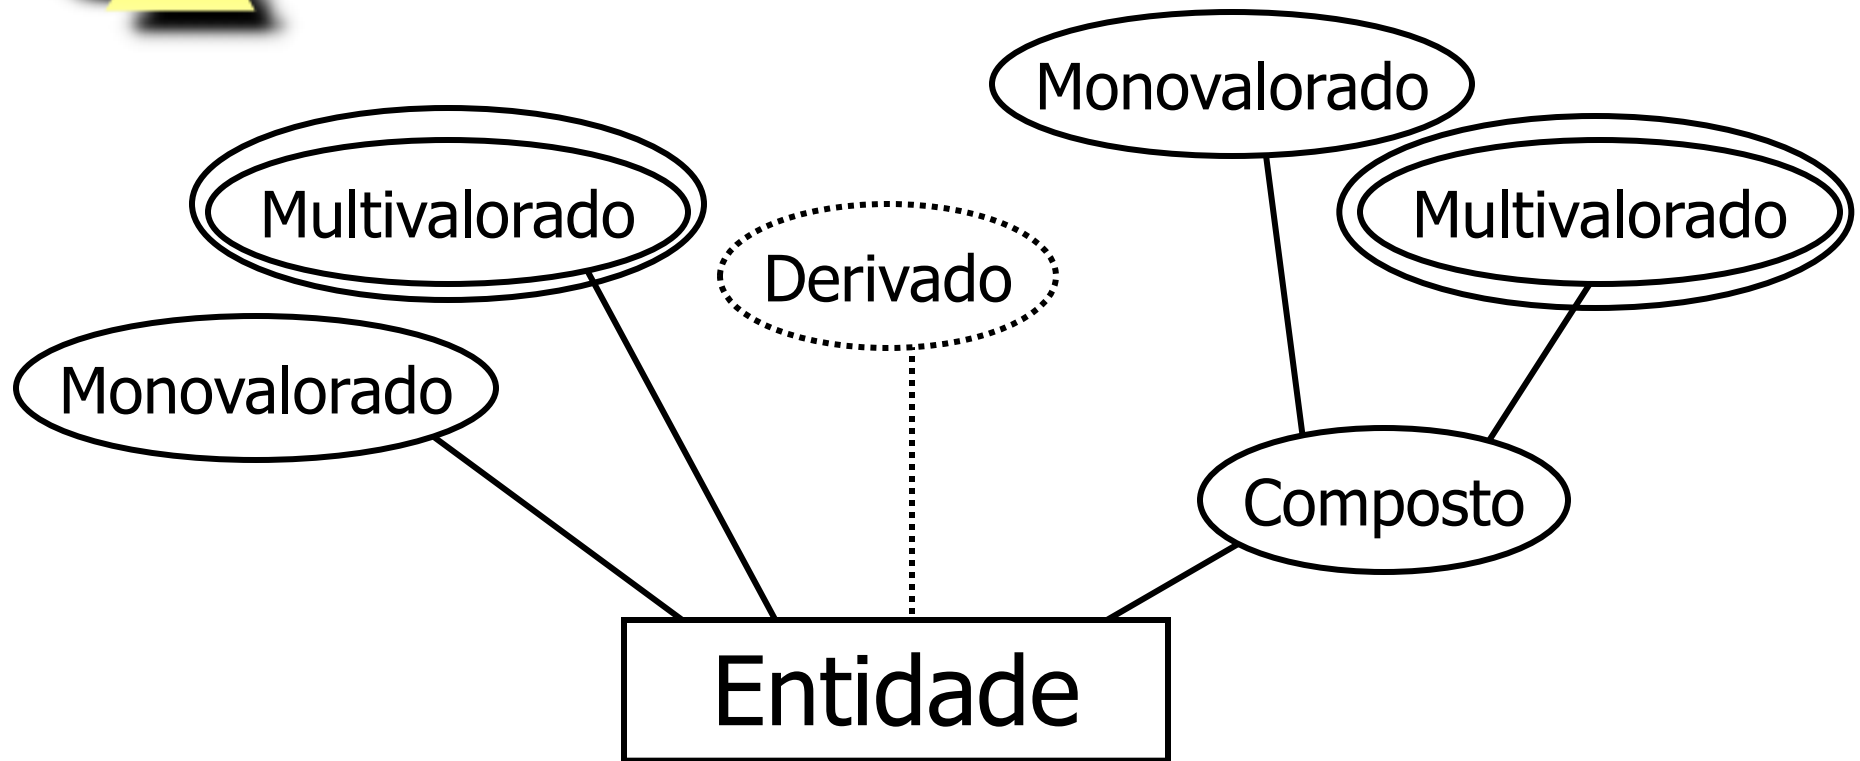 Monovalorado
Multivalorado
Multivalorado
Derivado
Monovalorado
Composto
Entidade